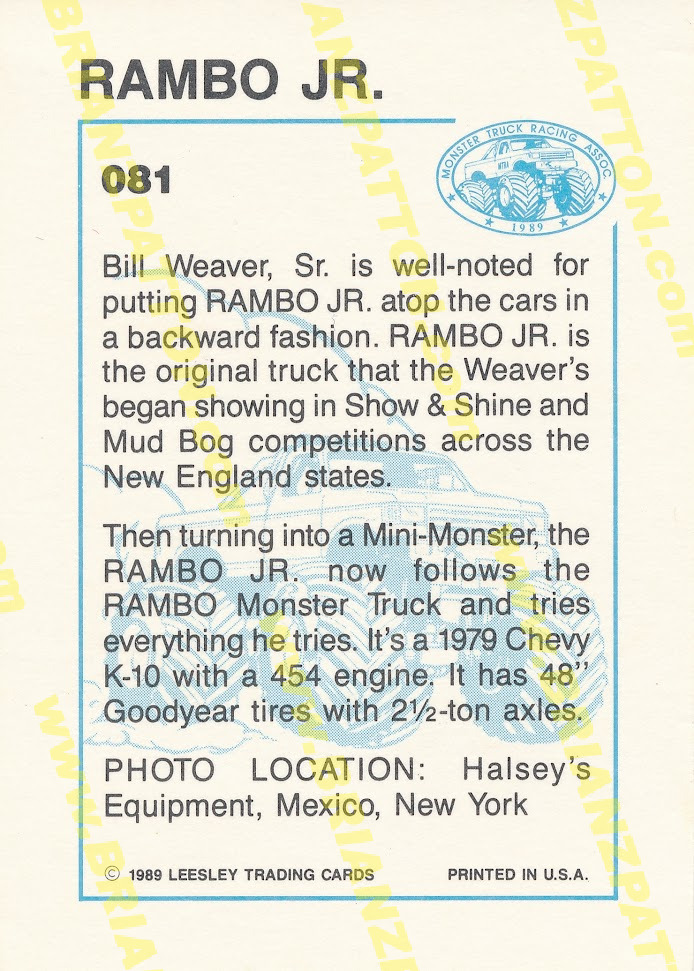 RAMBO JR.
081
MONSTER TRUCK RACING ASSOC.
MTRA
1989
Bill Weaver, Sr. is well-noted for
putting RAMBO JR. atop the cars in
a backward fashion. RAMBO JR. is
the original truck that the Weaver's
began showing in Show & Shine and
Mud Bog competitions across the
New England states.
Then turning into a Mini-Monster, the
RAMBO JR. now follows the
RAMBO Monster Truck and tries
everything he tries. It's a 1979 Chevy
K-10 with a 454 engine. It has 48''
Goodyear tires with 2½-ton axles.
PHOTO LOCATION: Halsey's
Equipment, Mexico, New York
© 1989 LEESLEY TRADING CARDS
PRINTED IN U.S.A.
www.BRIANZPATTON.com